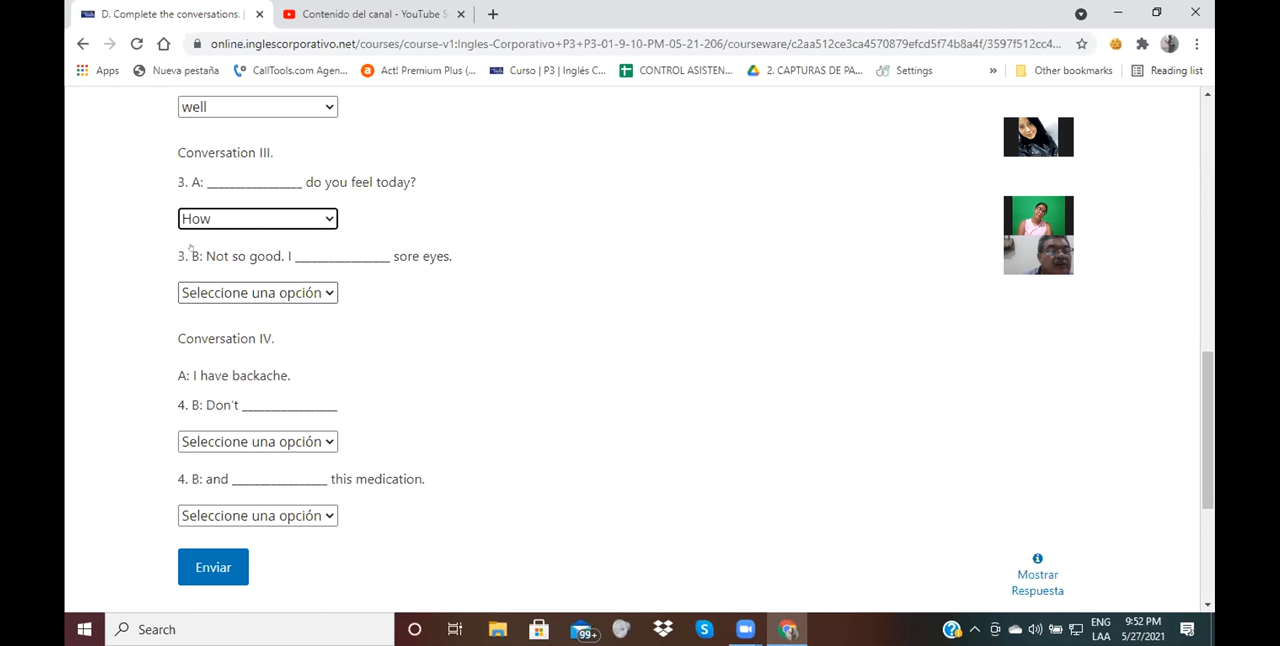 D. Complete the conversations. |
Contenido del canal - YouTube S
online.inglescorporativo.net/courses/course-v1:Ingles-Corporativo+P3+P3-01-9-10-PM-05-21-206/courseware/c2aa512ce3ca4570879efcd5f74b8a4f/3597f512cc4...
Apps Nueva pestaña CallTools.com Agen... Act! Premium Plus (... Curso | P3 | Inglés C... CONTROL ASISTEN... 2. CAPTURAS DE PA... Settings » Other bookmarks Reading list
well
Conversation III.
3. A: ________________ do you feel today?
How
3. B: Not so good. I ________________ sore eyes.
Seleccione una opción
Conversation IV.
A: I have backache.
4. B: Don´t ________________
Seleccione una opción
4. B: and ________________ this medication.
Seleccione una opción
Enviar
Mostrar
Respuesta
Search
99+
ENG
LAA
9:52 PM
5/27/2021